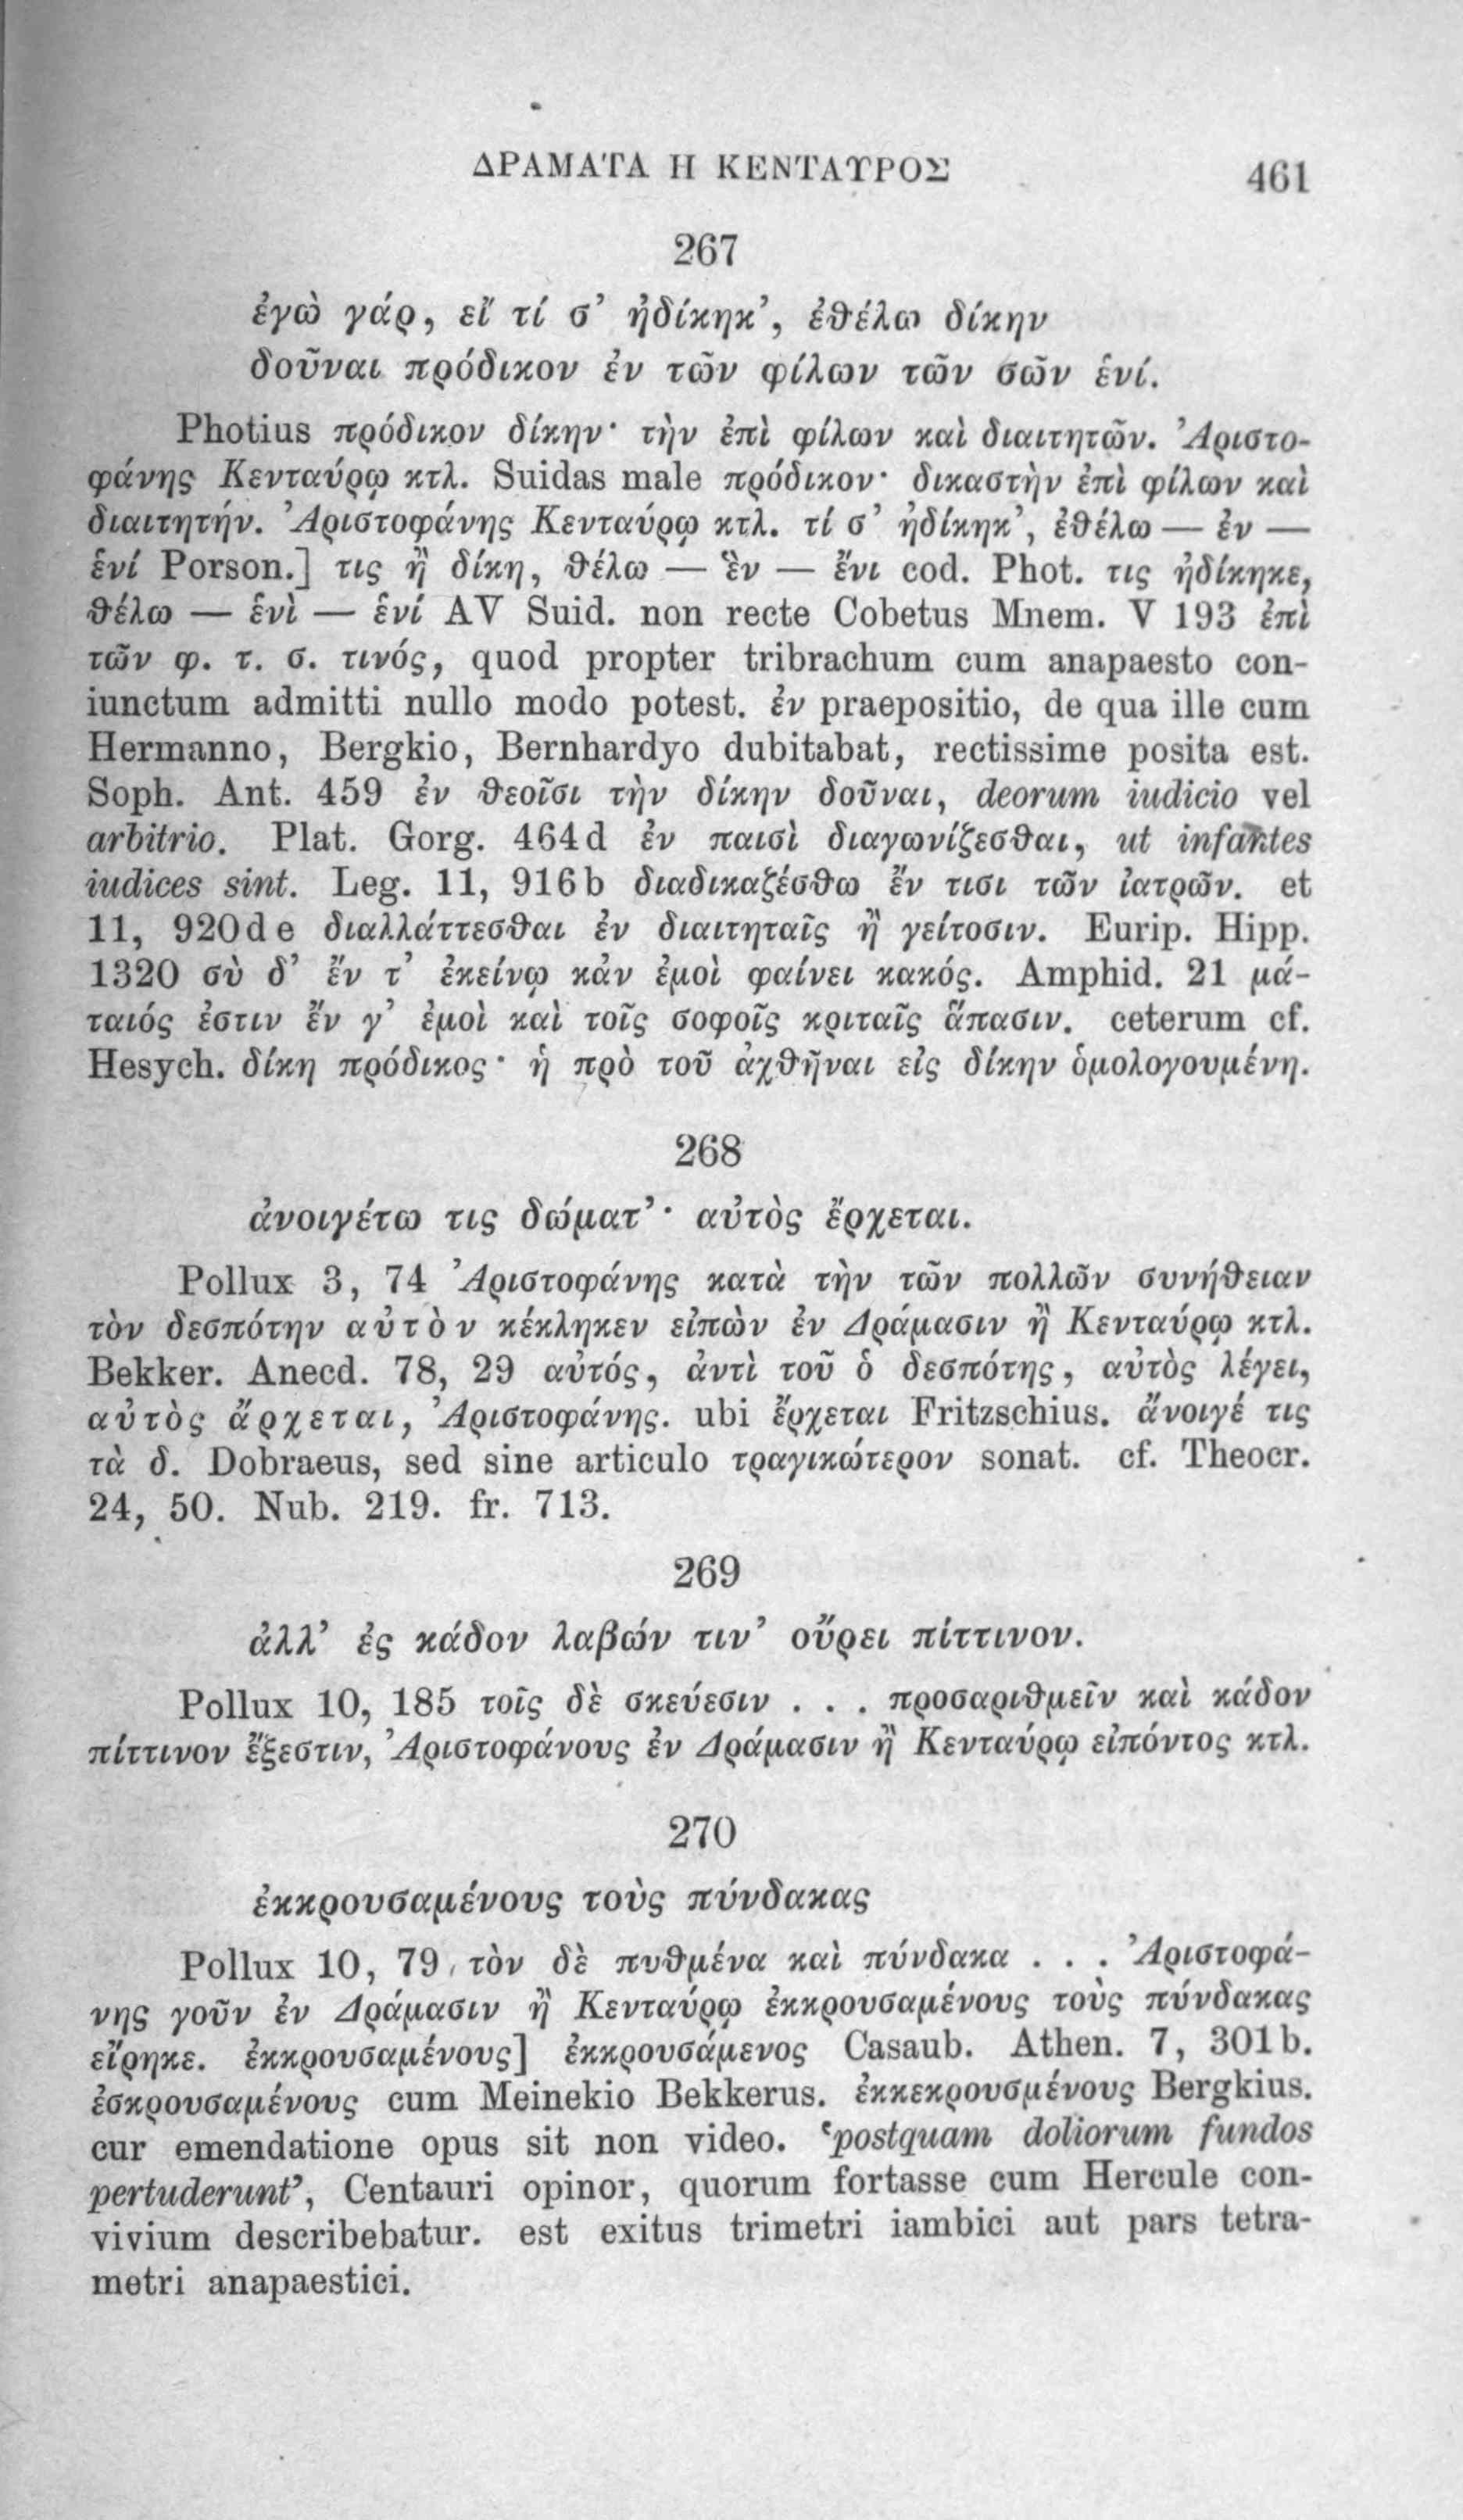 ΔΡΑΜΑΤΑ Η ΚΕΝΤΑΥΡΟΣ 461
267
ἐγὼ γάρ, εἴ τί σ’ ἠδίκηκ’, ἐθέλω δίκην
δοῦναι πρόδικον ἐν τῶν φίλων τῶν σῶν ἑνί.
Photius πρόδικον δίκην· τὴν ἐπὶ φίλων καὶ διαιτητῶν. Ἀριστο-
φάνης Κενταύρῳ κτλ. Suidas male πρόδικον· δικαστὴν ἐπὶ φίλων καὶ
διαιτητήν. Ἀριστοφάνης Κενταύρῳ κτλ. τί σ’ ἠδίκηκ’, ἐθέλω — ἐν —
ἑνί Porson.] τις ἢ δίκη, θέλω — ἓν — ἔνι cod. Phot. τις ἠδίκηκε,
θέλω — ἑνὶ — ἑνί AV Suid. non recte Cobetus Mnem. V 193 ἐπὶ
τῶν φ. τ. σ. τινός, quod propter tribrachum cum anapaesto con-
iunctum admitti nullo modo potest. ἐν praepositio, de qua ille cum
Hermanno, Bergkio, Bernhardyo dubitabat, rectissime posita est.
Soph. Ant. 459 ἐν θεοῖσι τὴν δίκην δοῦναι, deorum iudicio vel
arbitrio. Plat. Gorg. 464d ἐν παισὶ διαγωνίζεσθαι, ut infantes
iudices sint. Leg. 11, 916b διαδικαζέσθω ἔν τισι τῶν ἰατρῶν. et
11, 920de διαλλάττεσθαι ἐν διαιτηταῖς ἢ γείτοσιν. Eurip. Hipp.
1320 σὺ δ’ ἔν τ’ ἐκείνῳ κἀν ἐμοὶ φαίνει κακός. Amphid. 21 μά-
ταιός ἐστιν ἔν γ’ ἐμοὶ καὶ τοῖς σοφοῖς κριταῖς ἅπασιν. ceterum cf.
Hesych. δίκη πρόδικος· ἡ πρὸ τοῦ ἀχθῆναι εἰς δίκην ὁμολογουμένη.
268
ἀνοιγέτω τις δώματ’· αὐτὸς ἔρχεται.
Pollux 3, 74 Ἀριστοφάνης κατὰ τὴν τῶν πολλῶν συνήθειαν
τὸν δεσπότην αὐτὸν κέκληκεν εἰπὼν ἐν Δράμασιν ἢ Κενταύρῳ κτλ.
Bekker. Anecd. 78, 29 αὐτός, ἀντὶ τοῦ ὁ δεσπότης, αὐτὸς λέγει,
αὐτὸς ἄρχεται, Ἀριστοφάνης. ubi ἔρχεται Fritzschius. ἄνοιγέ τις
τὰ δ. Dobraeus, sed sine articulo τραγικώτερον sonat. cf. Theocr.
24, 50. Nub. 219. fr. 713.
269
ἀλλ’ ἐς κάδον λαβών τιν’ οὔρει πίττινον.
Pollux 10, 185 τοῖς δὲ σκεύεσιν . . . προσαριθμεῖν καὶ κάδον
πίττινον ἔξεστιν, Ἀριστοφάνους ἐν Δράμασιν ἢ Κενταύρῳ εἰπόντος κτλ.
270
ἐκκρουσαμένους τοὺς πύνδακας
Pollux 10, 79 τὸν δὲ πυθμένα καὶ πύνδακα . . . Ἀριστοφά-
νης γοῦν ἐν Δράμασιν ἢ Κενταύρῳ ἐκκρουσαμένους τοὺς πύνδακας
εἴρηκε. ἐκκρουσαμένους] ἐκκρουσάμενος Casaub. Athen. 7, 301b.
ἐσκρουσαμένους cum Meinekio Bekkerus. ἐκκεκρουσμένους Bergkius.
cur emendatione opus sit non video. ‘postquam doliorum fundos
pertuderunt’, Centauri opinor, quorum fortasse cum Hercule con-
vivium describebatur. est exitus trimetri iambici aut pars tetra-
metri anapaestici.